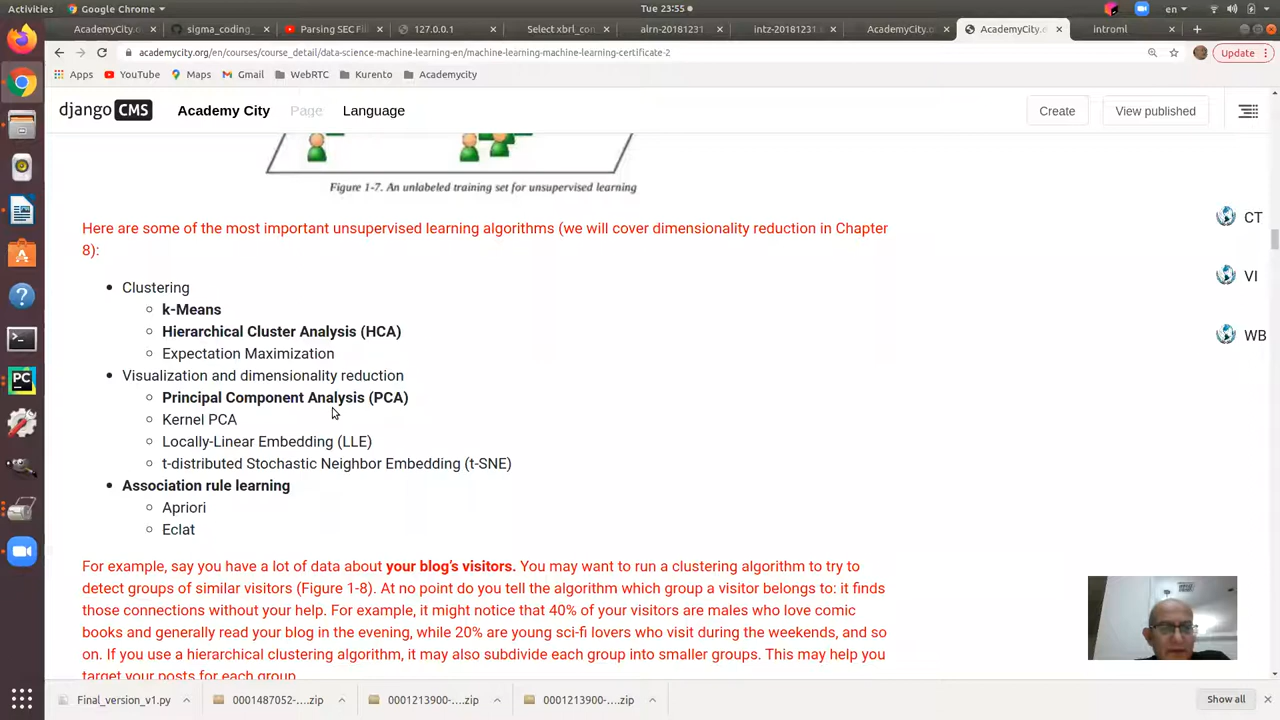 Activities
Google Chrome
Tue 23:55
en
AcademyCity.
sigma_coding_
Parsing SEC Fil
127.0.0.1
Select xbrl_con
alrn-20181231
intz-20181231.
AcademyCity.o
AcademyCity.d
introml
academycity.org/en/courses/course_detail/data-science-machine-learning-en/machine-learning-machine-learning-certificate-2
Update
Apps
YouTube
Maps
Gmail
WebRTC
Kurento
Academycity
django CMS
Academy City
Page
Language
Create
View published
Figure 1-7. An unlabeled training set for unsupervised learning
Here are some of the most important unsupervised learning algorithms (we will cover dimensionality reduction in Chapter
8):
Clustering
k-Means
Hierarchical Cluster Analysis (HCA)
Expectation Maximization
Visualization and dimensionality reduction
Principal Component Analysis (PCA)
Kernel PCA
Locally-Linear Embedding (LLE)
t-distributed Stochastic Neighbor Embedding (t-SNE)
Association rule learning
Apriori
Eclat
For example, say you have a lot of data about your blog's visitors. You may want to run a clustering algorithm to try to
detect groups of similar visitors (Figure 1-8). At no point do you tell the algorithm which group a visitor belongs to: it finds
those connections without your help. For example, it might notice that 40% of your visitors are males who love comic
books and generally read your blog in the evening, while 20% are young sci-fi lovers who visit during the weekends, and so
on. If you use a hierarchical clustering algorithm, it may also subdivide each group into smaller groups. This may help you
target your posts for each group.
CT
VI
WB
PC
Final_version_v1.py
0001487052-....zip
0001213900-....zip
0001213900-....zip
Show all